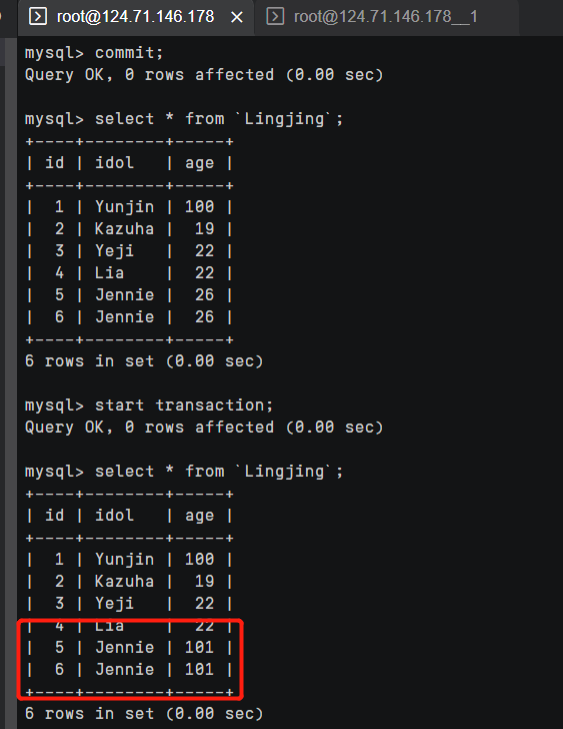 root@124.71.146.178 × root@124.71.146.178__1
mysql> commit;
Query OK, 0 rows affected (0.00 sec)
mysql> select * from `Lingjing`;
+----+--------+-----+
| id | idol   | age |
+----+--------+-----+
|  1 | Yunjin | 100 |
|  2 | Kazuha |  19 |
|  3 | Yeji   |  22 |
|  4 | Lia    |  22 |
|  5 | Jennie |  26 |
|  6 | Jennie |  26 |
+----+--------+-----+
6 rows in set (0.00 sec)
mysql> start transaction;
Query OK, 0 rows affected (0.00 sec)
mysql> select * from `Lingjing`;
+----+--------+-----+
| id | idol   | age |
+----+--------+-----+
|  1 | Yunjin | 100 |
|  2 | Kazuha |  19 |
|  3 | Yeji   |  22 |
|  4 | Lia    |  22 |
|  5 | Jennie | 101 |
|  6 | Jennie | 101 |
+----+--------+-----+
6 rows in set (0.00 sec)